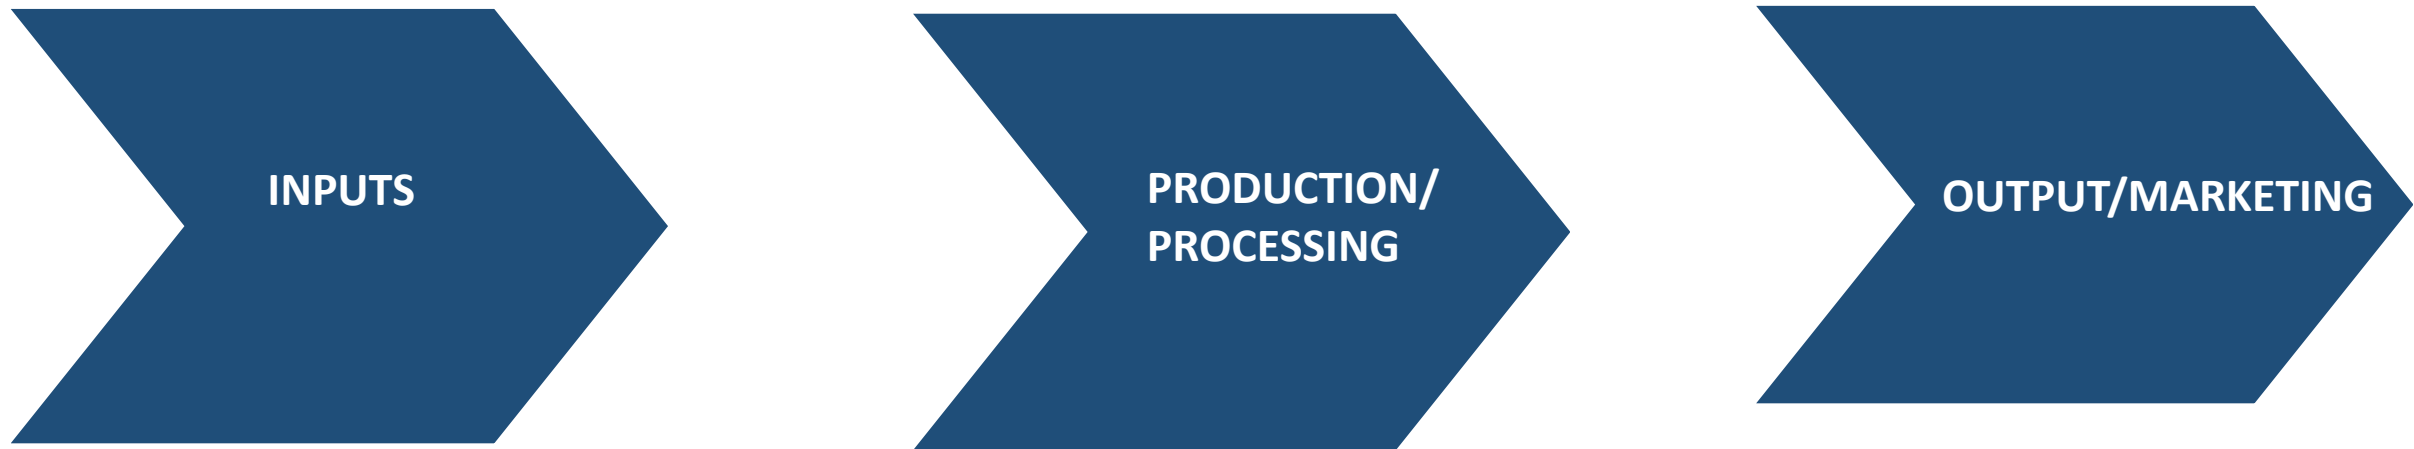 INPUTS
PRODUCTION/
PROCESSING
OUTPUT/MARKETING